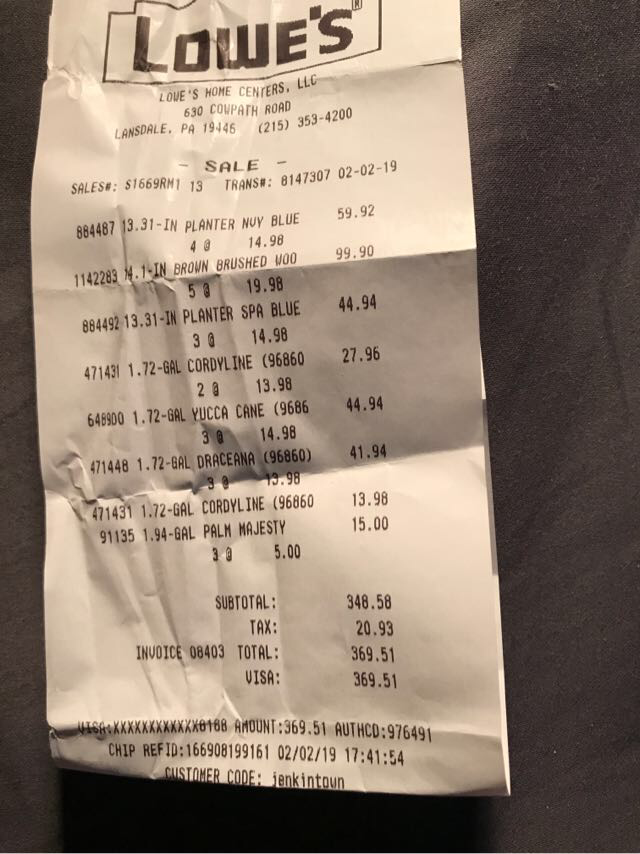 LOWE'S®
LOWE'S HOME CENTERS, LLC
630 COWPATH ROAD
LANSDALE, PA 19446 (215) 353-4200
- SALE -
SALES#: S1669RM1 13 TRANS#: 8147307 02-02-19
884487 13.31-IN PLANTER NVY BLUE 59.92
4 @ 14.98
1142283 14.1-IN BROWN BRUSHED WOO 99.90
5 @ 19.98
884492 13.31-IN PLANTER SPA BLUE 44.94
3 @ 14.98
471431 1.72-GAL CORDYLINE (96860 27.96
2 @ 13.98
648900 1.72-GAL YUCCA CANE (9686 44.94
3 @ 14.98
471448 1.72-GAL DRACEANA (96860) 41.94
3 @ 13.98
471431 1.72-GAL CORDYLINE (96860 13.98
91135 1.94-GAL PALM MAJESTY 15.00
3 @ 5.00
SUBTOTAL: 348.58
TAX: 20.93
INVOICE 08403 TOTAL: 369.51
VISA: 369.51
VISA:XXXXXXXXXXXX8168 AMOUNT:369.51 AUTHCD:976491
CHIP REFID:166908199161 02/02/19 17:41:54
CUSTOMER CODE: jenkintown